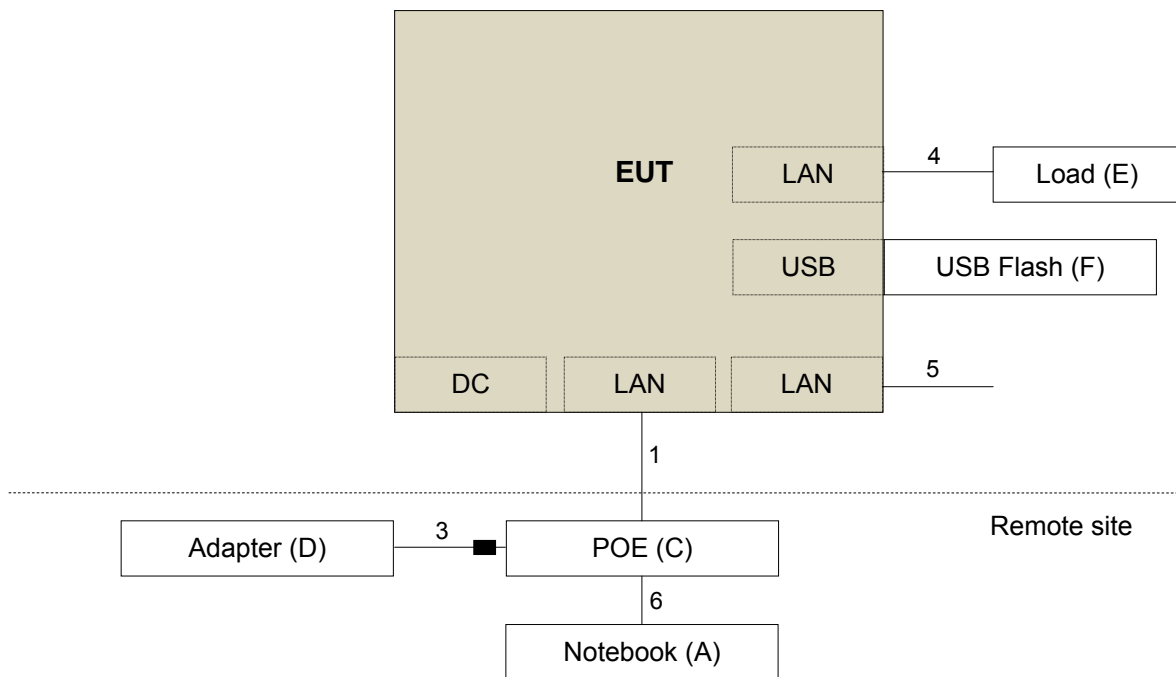 EUT
LAN
4
Load (E)
USB
USB Flash (F)
DC
LAN
LAN
5
1
Remote site
Adapter (D)
3
POE (C)
6
Notebook (A)